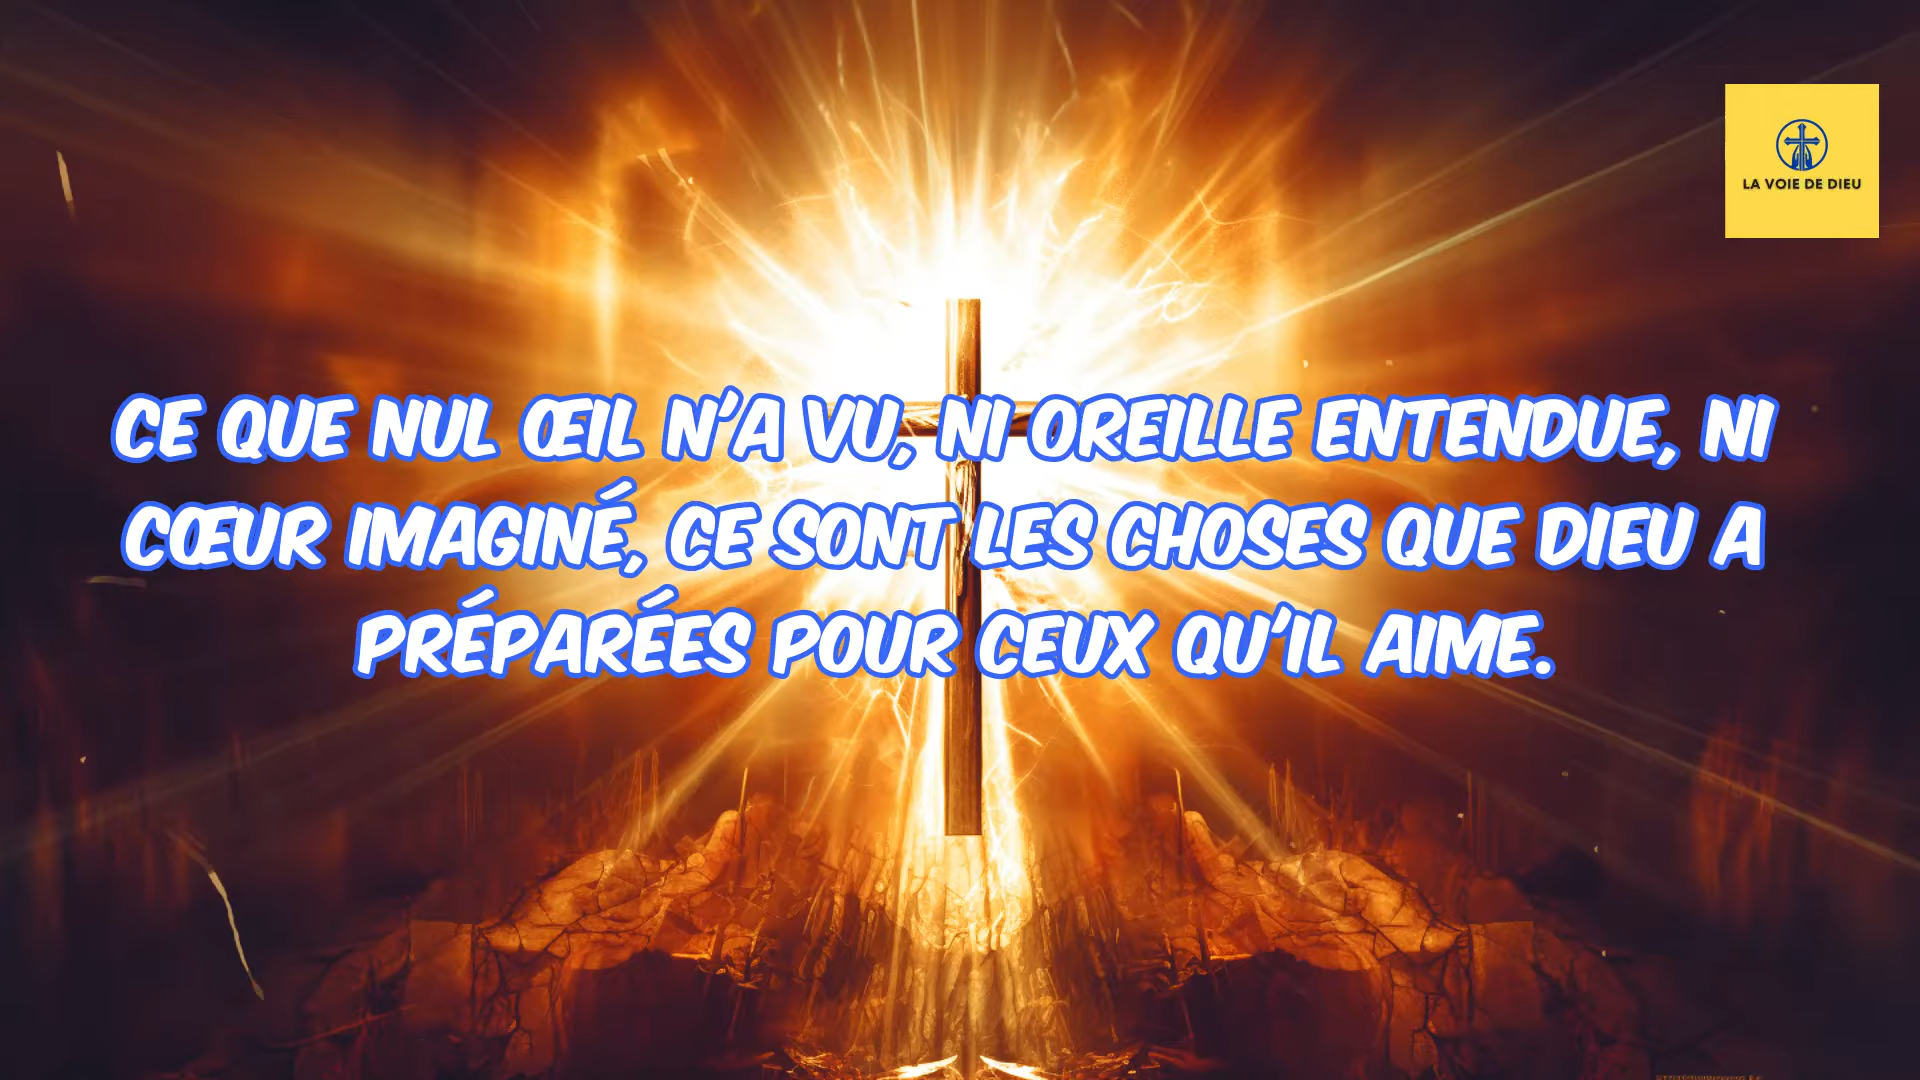 LA VOIE DE DIEU
CE QUE NUL ŒIL N'A VU, NI OREILLE ENTENDUE, NI
CŒUR IMAGINÉ, CE SONT LES CHOSES QUE DIEU A
PRÉPARÉES POUR CEUX QU'IL AIME.